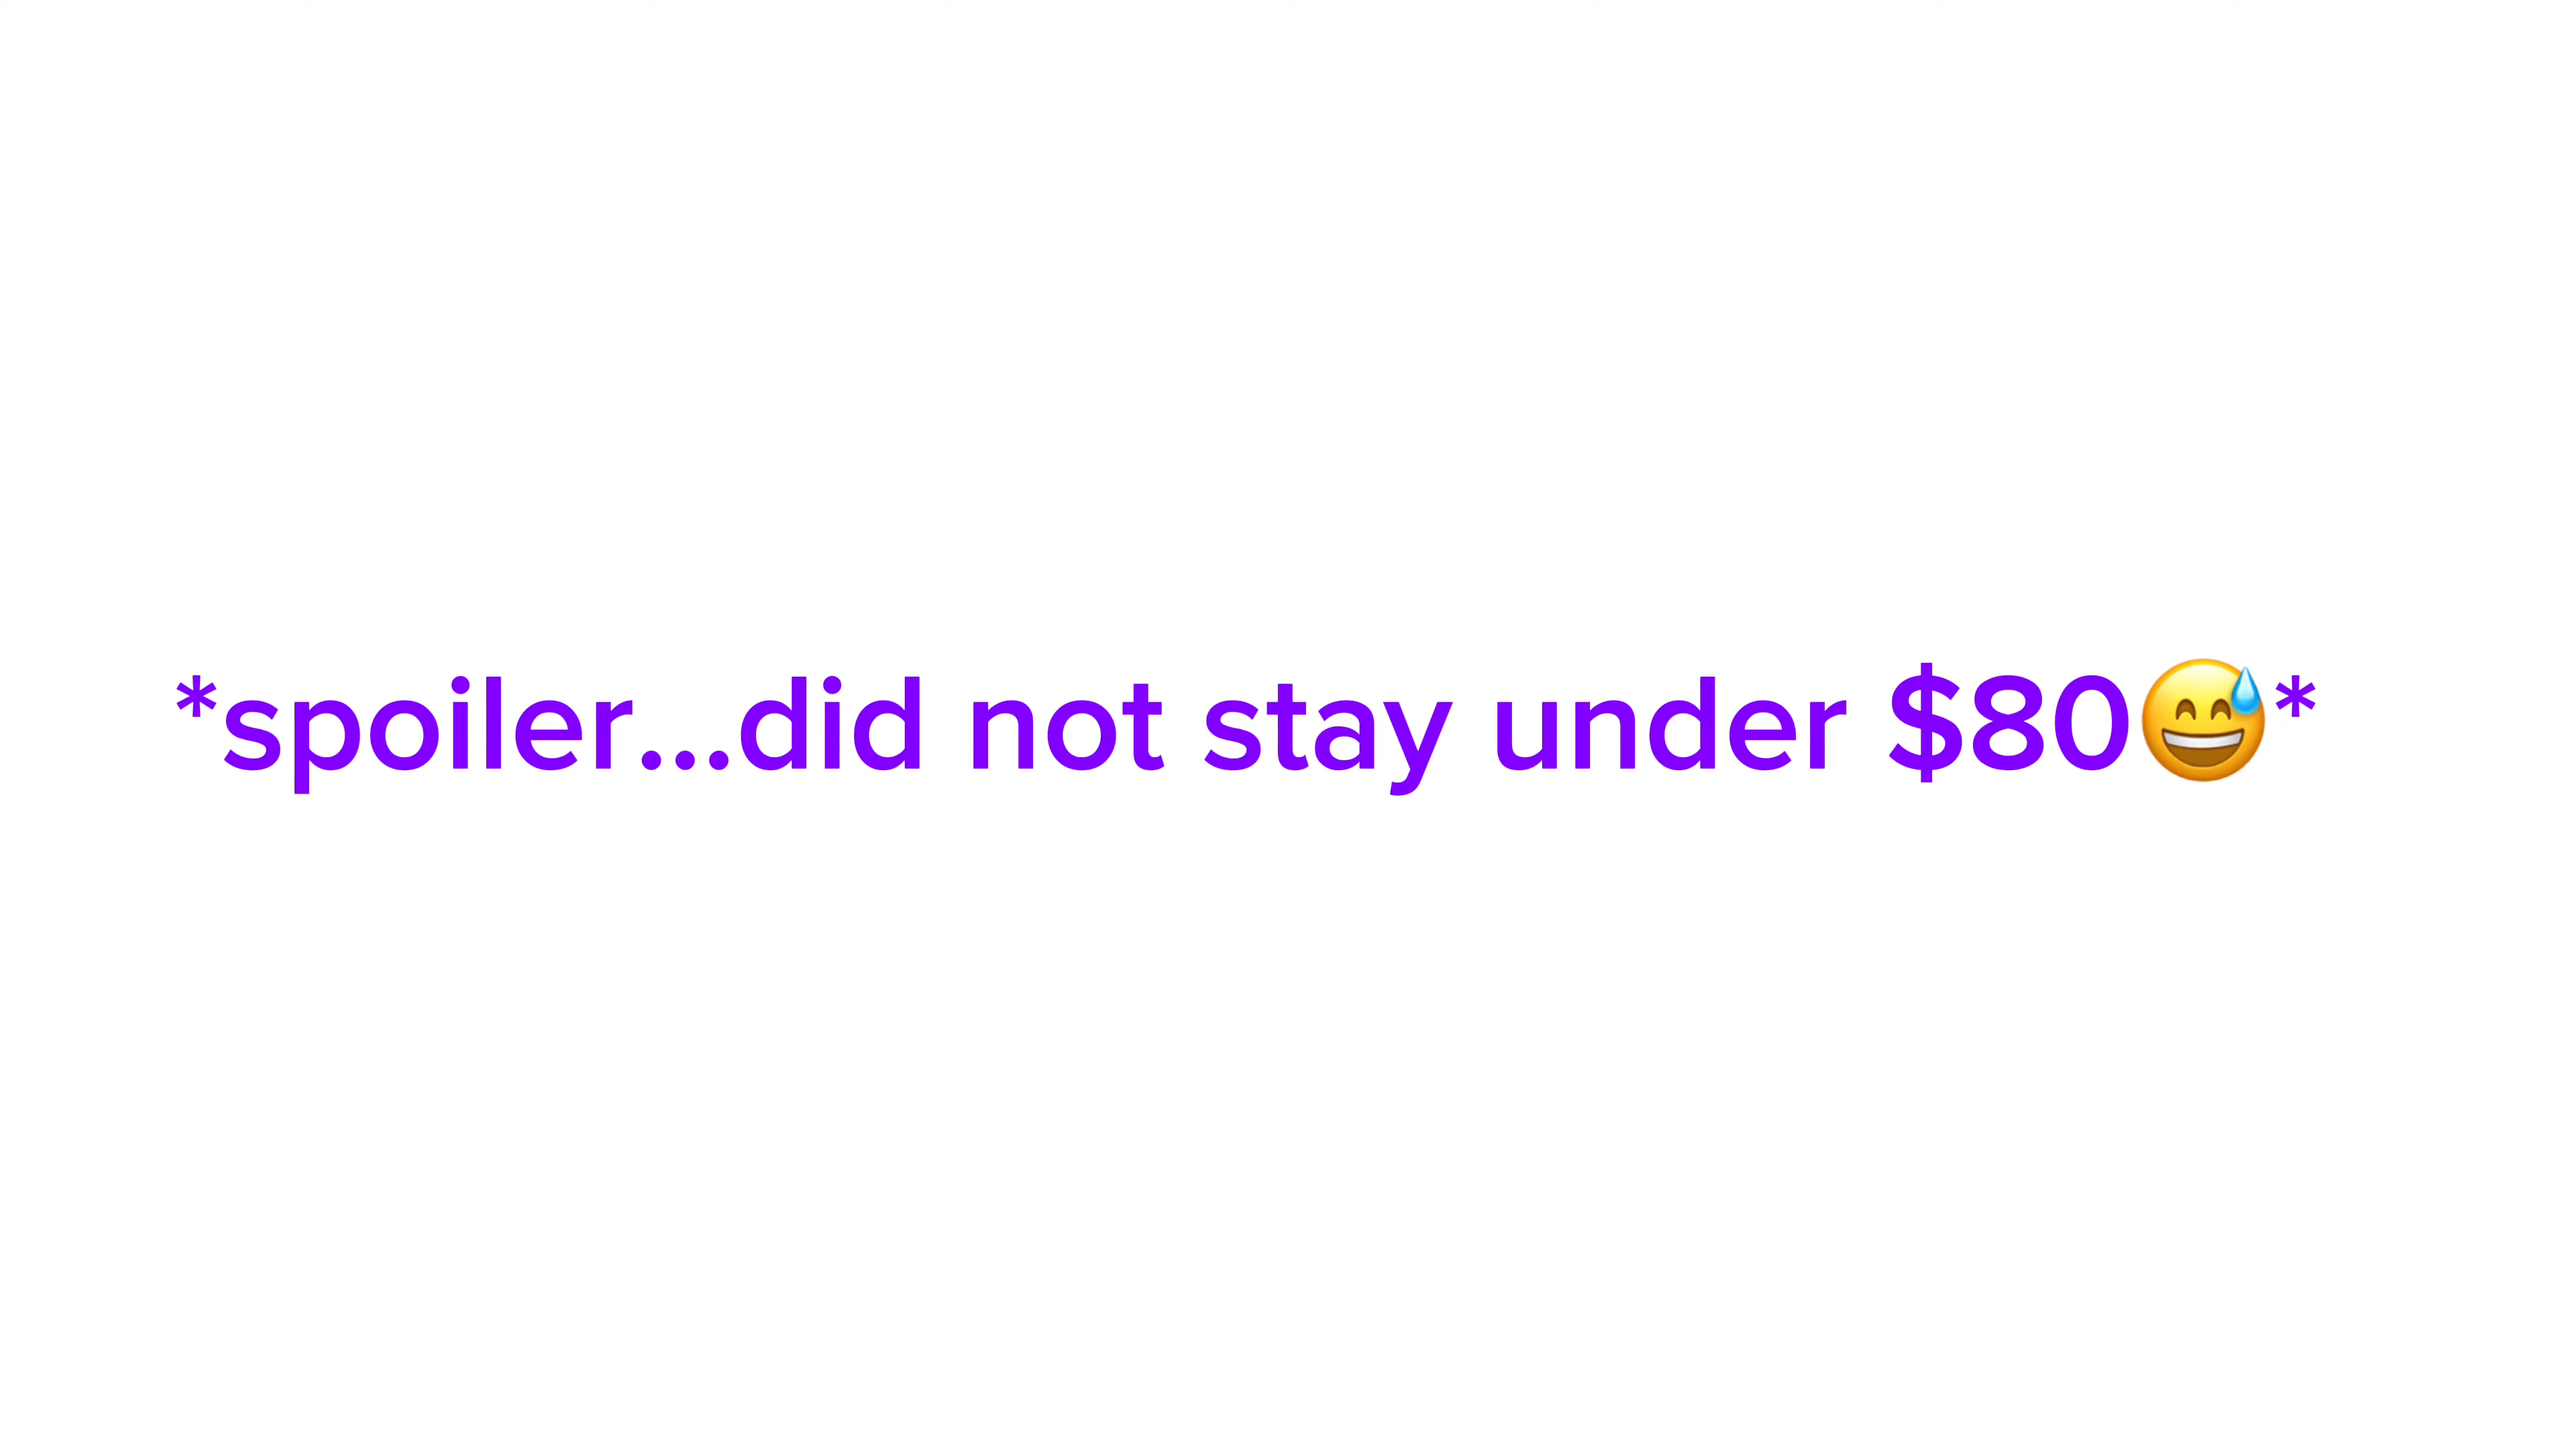 *spoiler...did not stay under $80😅*